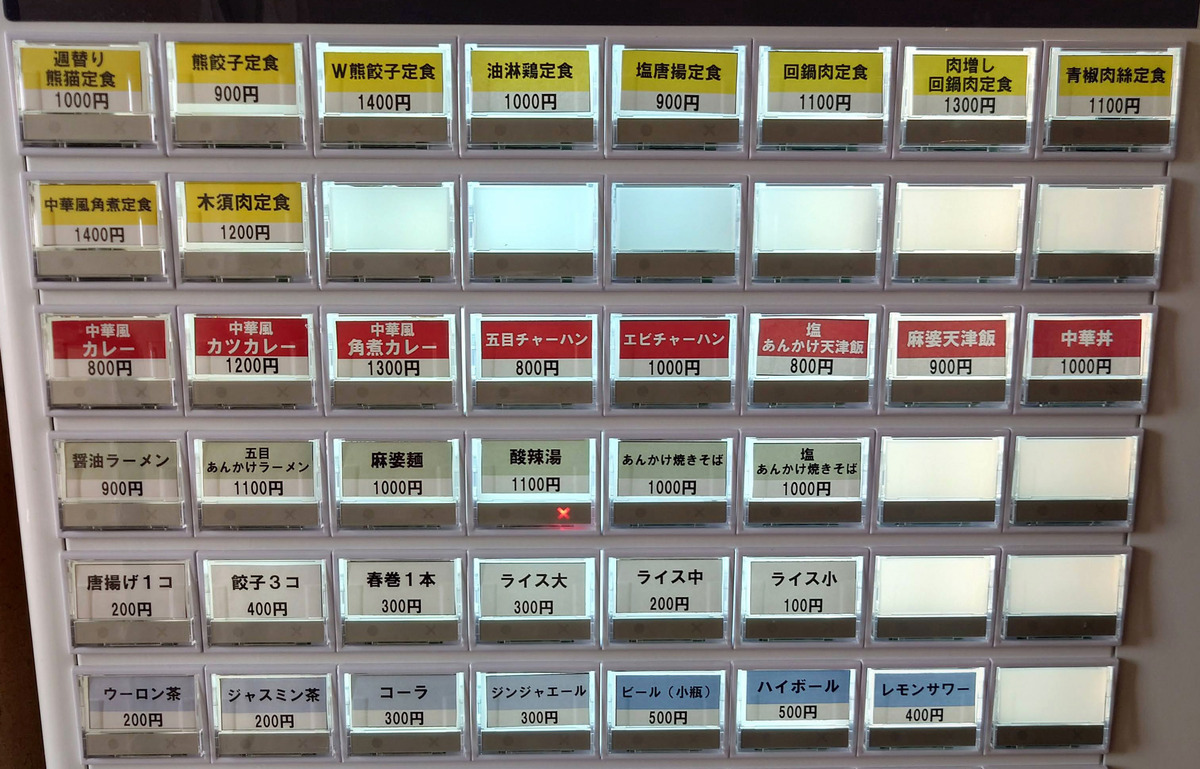 週替り
熊猫定食
1000円
熊餃子定食
900円
W熊餃子定食
1400円
油淋鶏定食
1000円
塩唐揚定食
900円
回鍋肉定食
1100円
肉増し
回鍋肉定食
1300円
青椒肉絲定食
1100円
中華風角煮定食
1400円
木須肉定食
1200円
中華風
カレー
800円
中華風
カツカレー
1200円
中華風
角煮カレー
1300円
五目チャーハン
800円
エビチャーハン
1000円
塩
あんかけ天津飯
800円
麻婆天津飯
900円
中華丼
1000円
醤油ラーメン
900円
五目
あんかけラーメン
1100円
麻婆麺
1000円
酸辣湯
1100円
あんかけ焼きそば
1000円
塩
あんかけ焼きそば
1000円
唐揚げ1コ
200円
餃子3コ
400円
春巻1本
300円
ライス大
300円
ライス中
200円
ライス小
100円
ウーロン茶
200円
ジャスミン茶
200円
コーラ
300円
ジンジャエール
300円
ビール（小瓶）
500円
ハイボール
500円
レモンサワー
400円